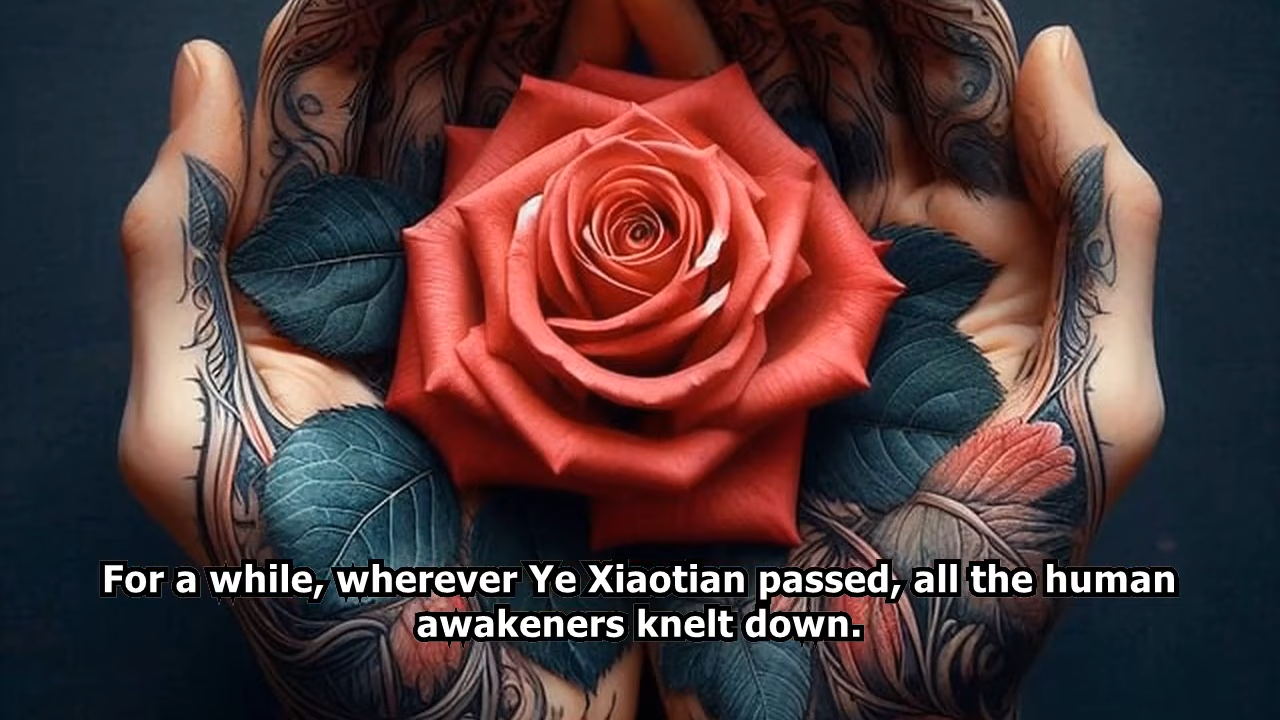 For a while, wherever Ye Xiaotian passed, all the human
awakeners knelt down.